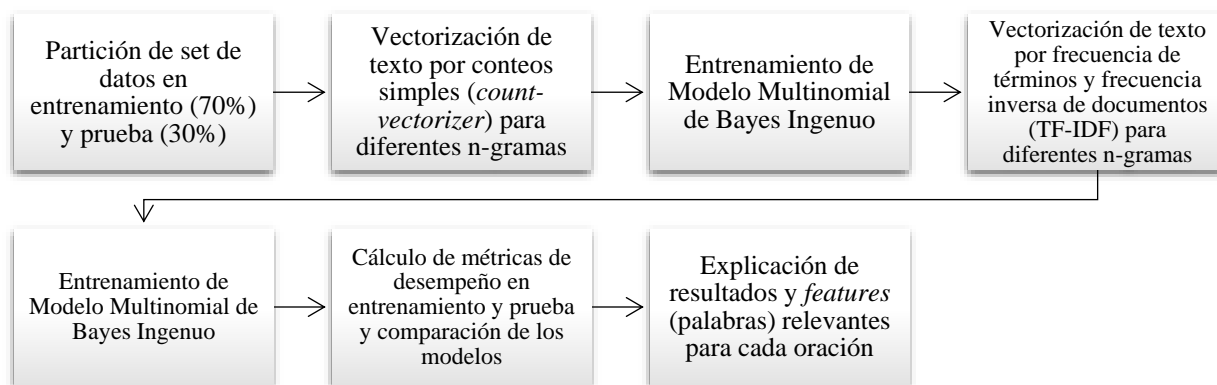 Partición de set de
datos en
entrenamiento (70%)
y prueba (30%)
Vectorización de
texto por conteos
simples (count-
vectorizer) para
diferentes n-gramas
Entrenamiento de
Modelo Multinomial
de Bayes Ingenuo
Vectorización de texto
por frecuencia de
términos y frecuencia
inversa de documentos
(TF-IDF) para
diferentes n-gramas
Entrenamiento de
Modelo Multinomial de
Bayes Ingenuo
Cálculo de métricas de
desempeño en
entrenamiento y prueba
y comparación de los
modelos
Explicación de
resultados y features
(palabras) relevantes
para cada oración